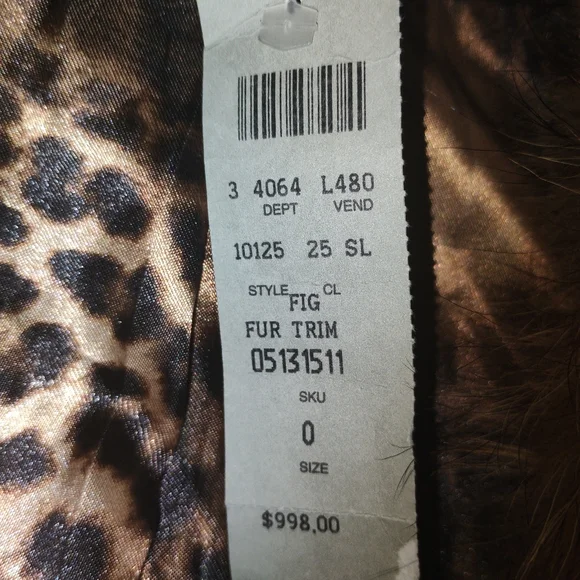 3 4064 L480
DEPT VEND
10125 25 SL
STYLE CL
FIG
FUR TRIM
05131511
SKU
0
SIZE
$998.00